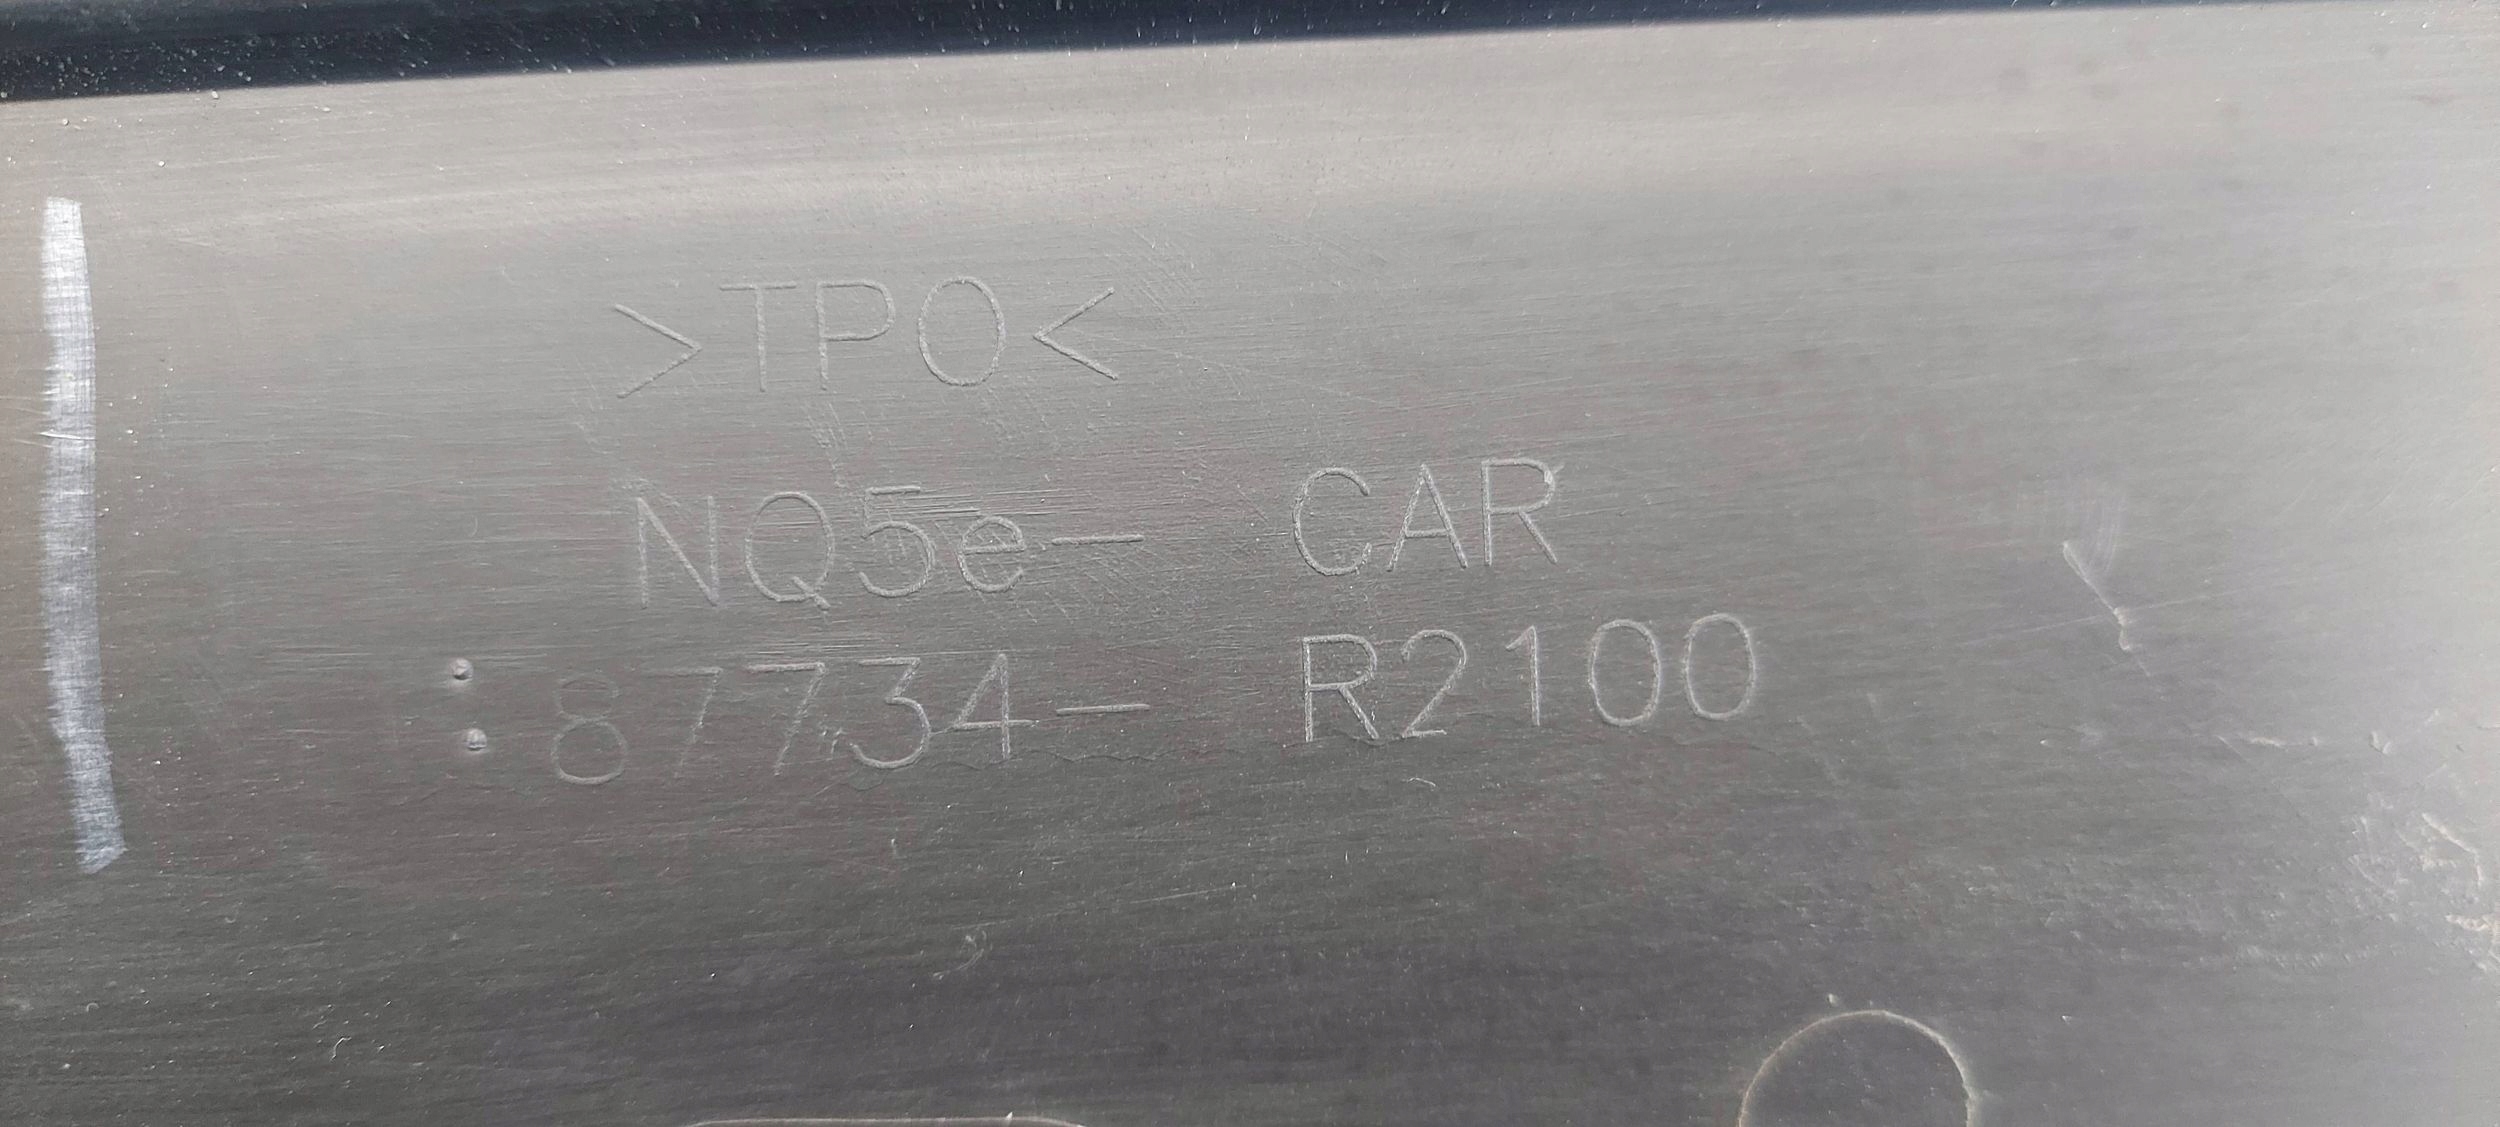 >TPO<
NQ5e- CAR
:87734- R2100